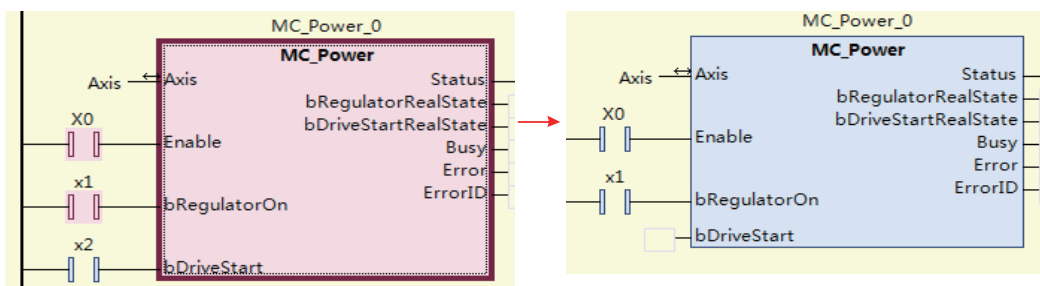 MC_Power_0
MC_Power
Axis
Axis
Status
bRegulatorRealState
X0
bDriveStartRealState
Enable
Busy
Error
x1
ErrorID
bRegulatorOn
x2
bDriveStart
MC_Power_0
MC_Power
Axis
Axis
Status
bRegulatorRealState
X0
bDriveStartRealState
Enable
Busy
Error
x1
ErrorID
bRegulatorOn
bDriveStart